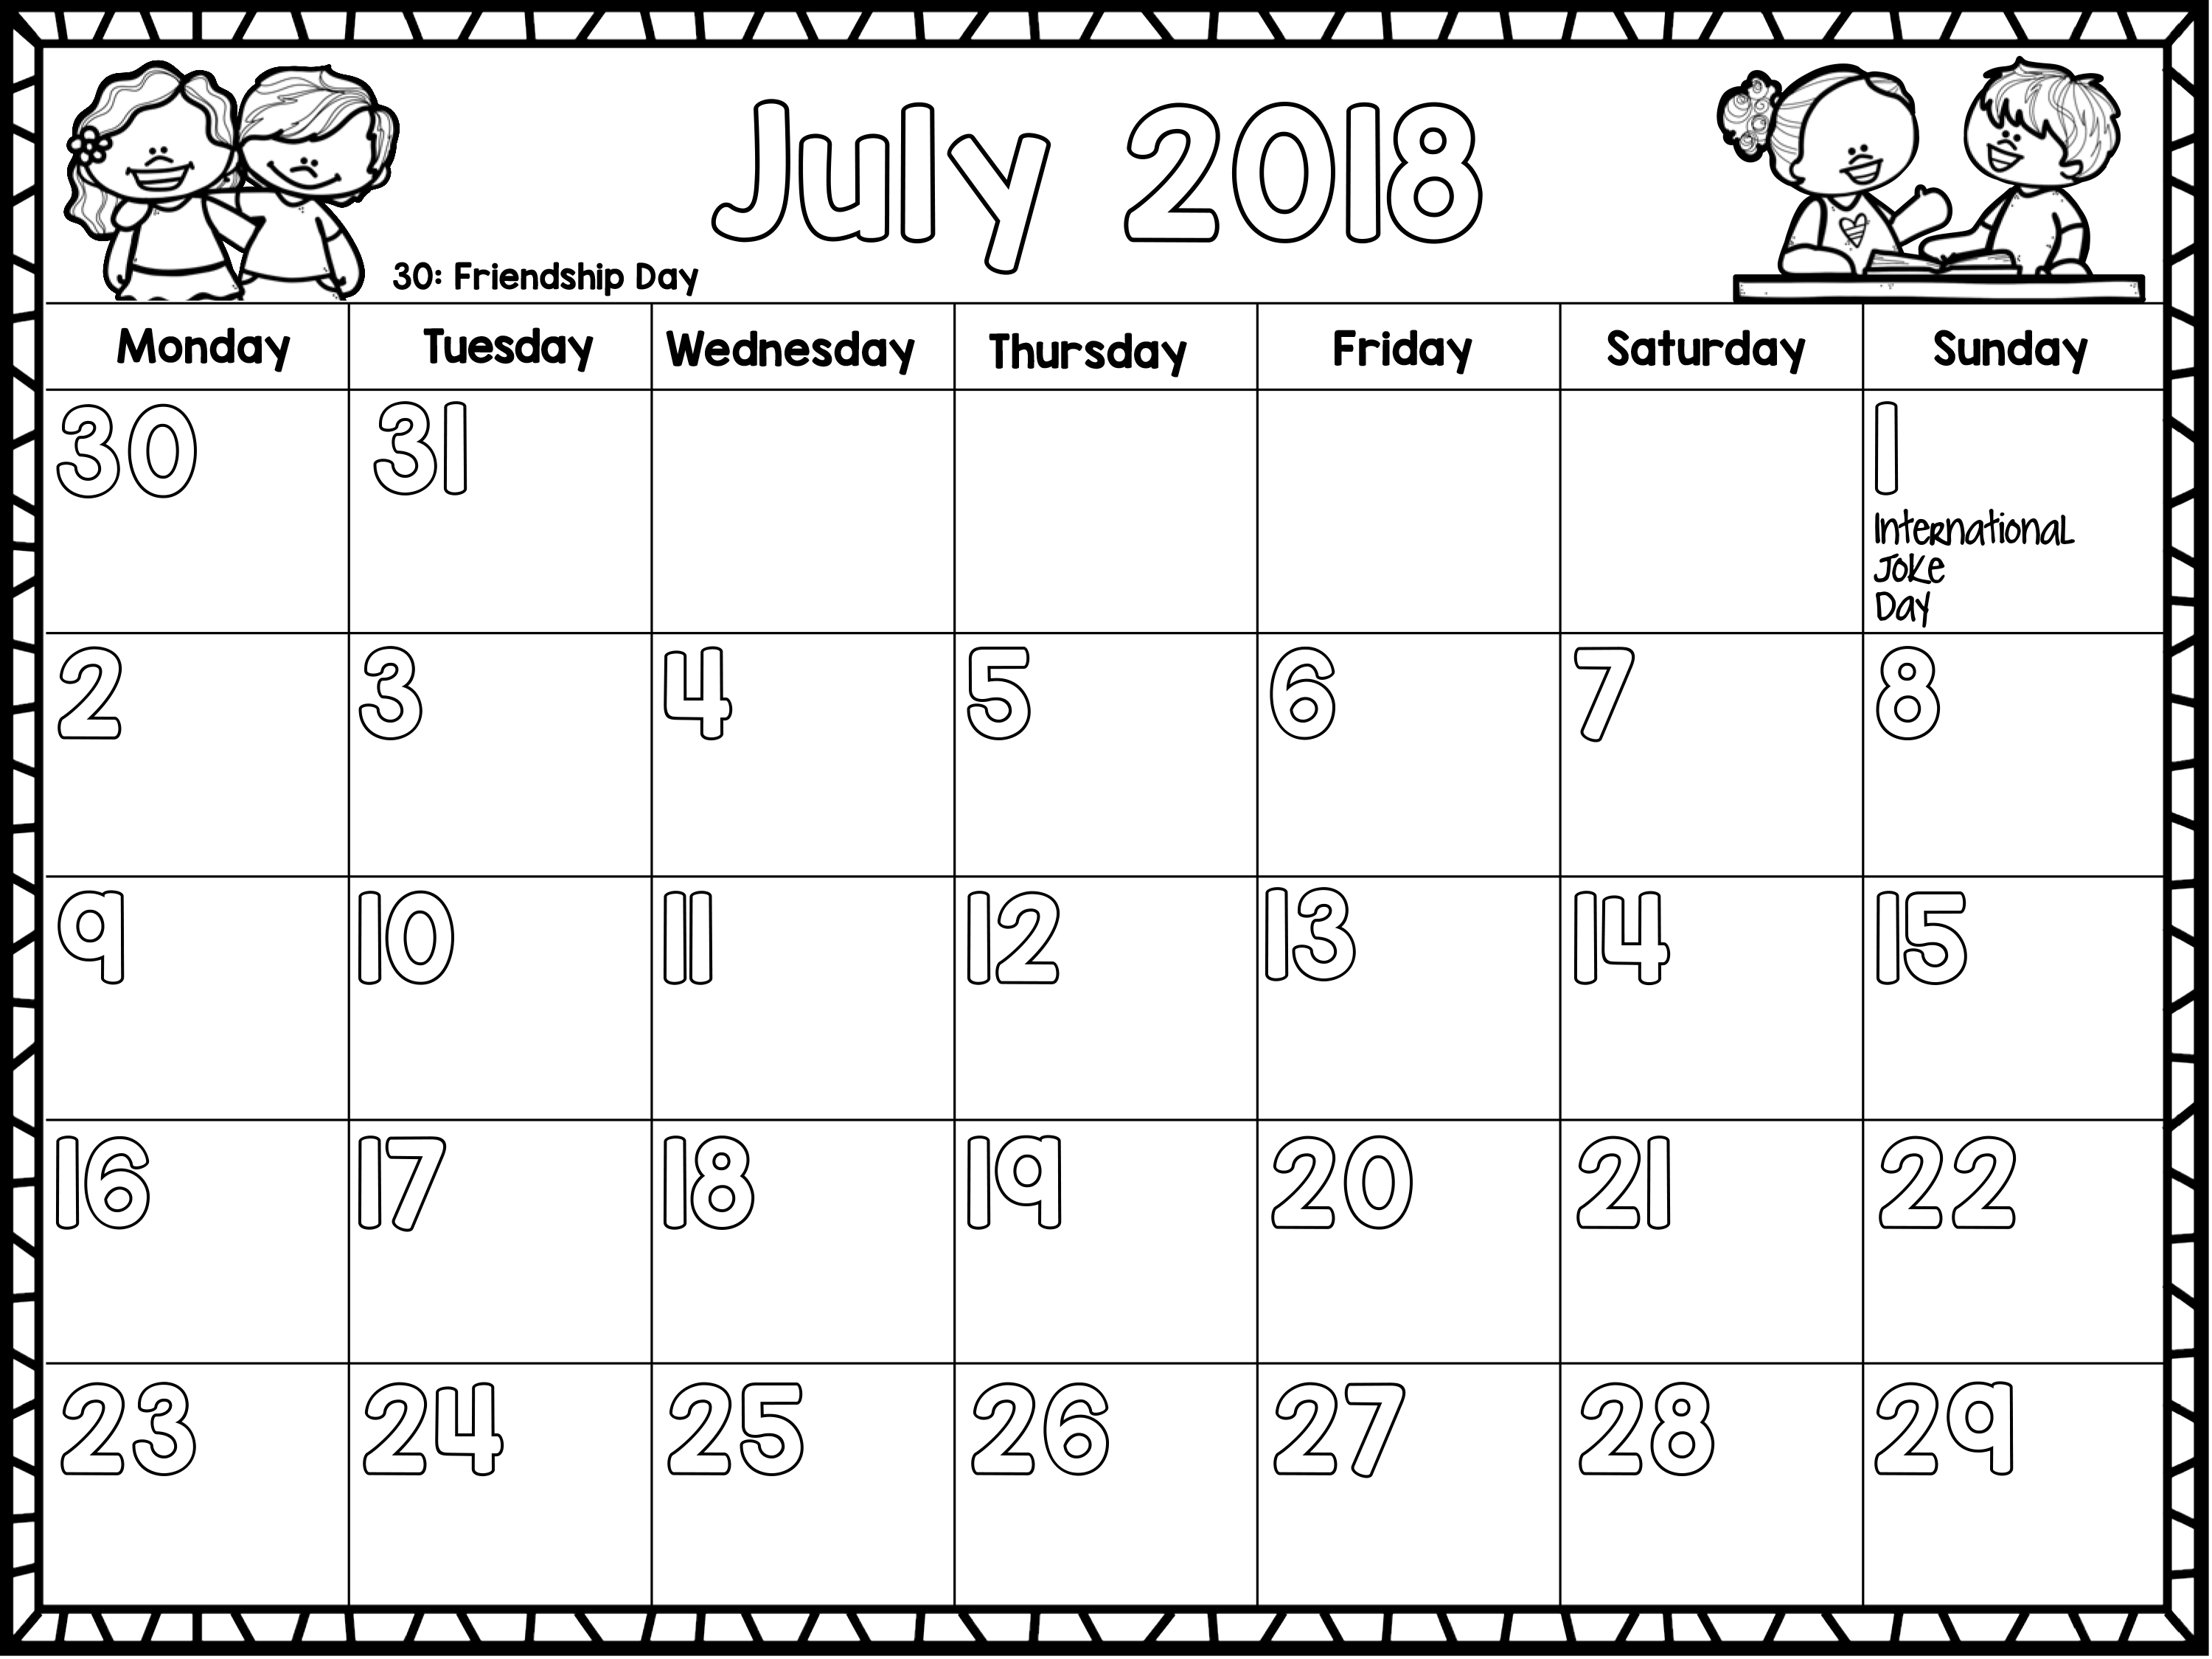 July 2018
30: Friendship Day
Monday Tuesday Wednesday Thursday Friday Saturday Sunday
30 31 1
International
Joke
Day
2 3 4 5 6 7 8
9 10 11 12 13 14 15
16 17 18 19 20 21 22
23 24 25 26 27 28 29